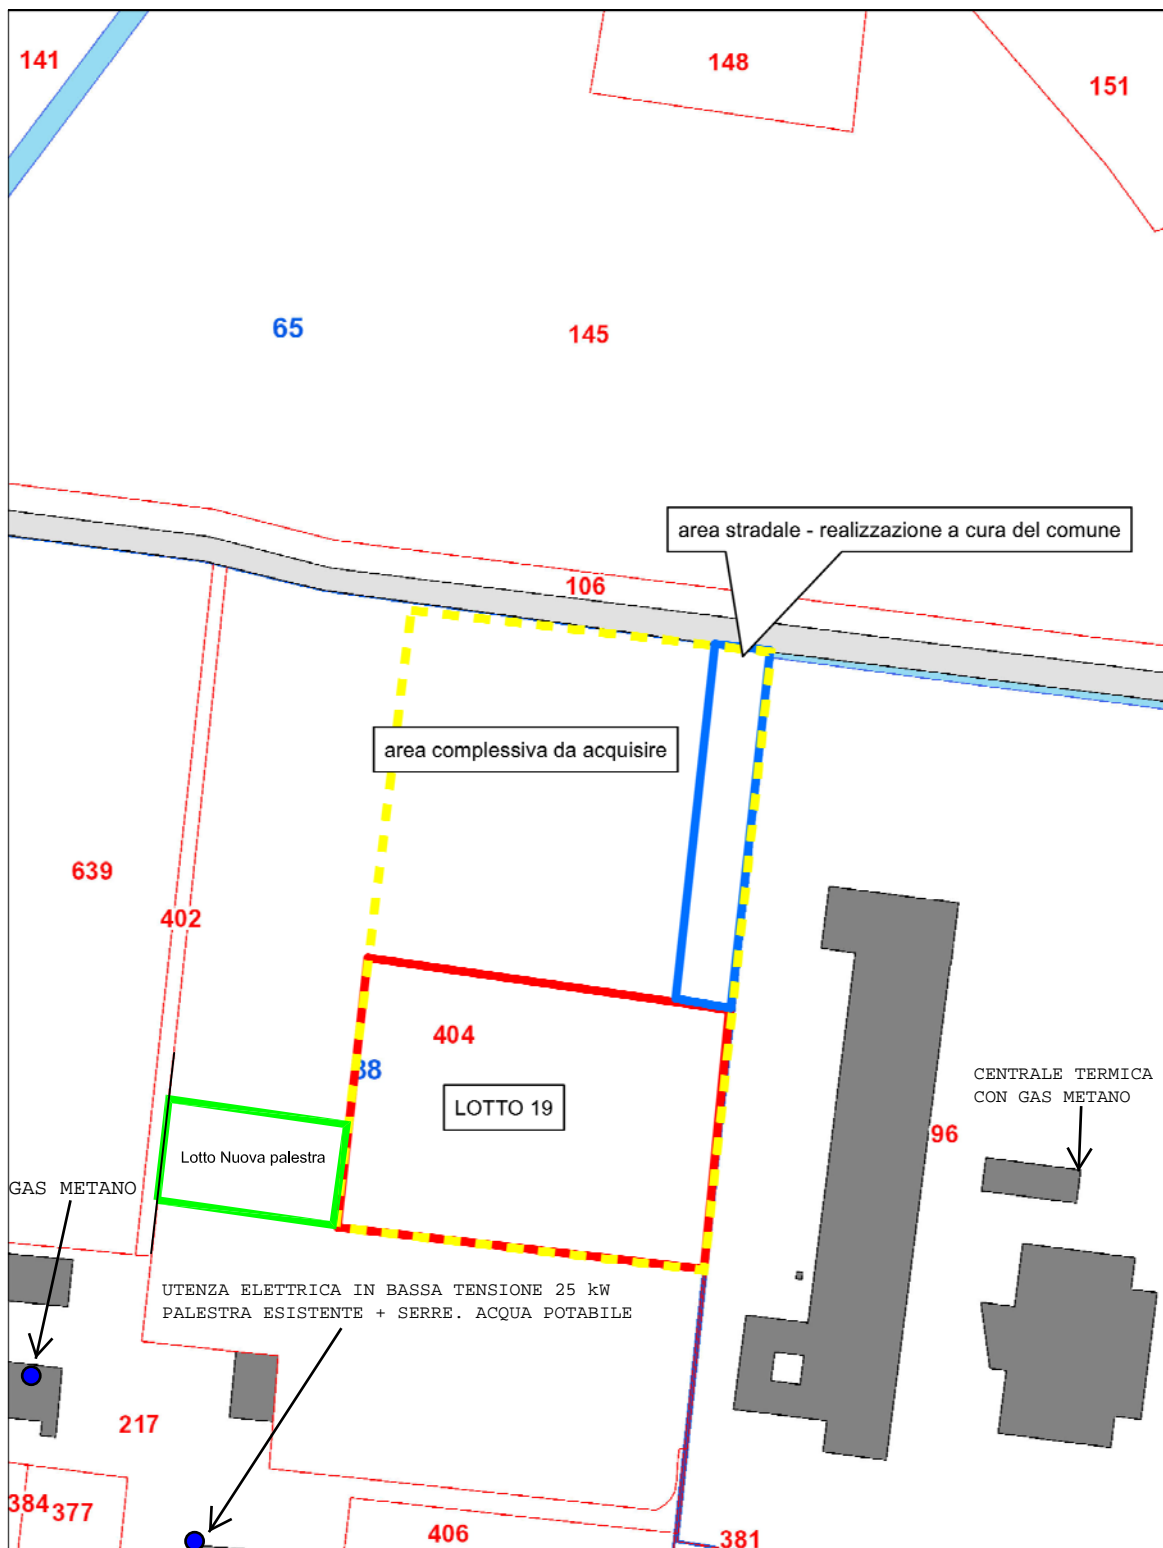 141
148
151
65
145
area stradale - realizzazione a cura del comune
106
area complessiva da acquisire
639
402
404
88
CENTRALE TERMICA
CON GAS METANO
LOTTO 19
96
Lotto Nuova palestra
GAS METANO
UTENZA ELETTRICA IN BASSA TENSIONE 25 kW
PALESTRA ESISTENTE + SERRE. ACQUA POTABILE
217
384
377
406
381